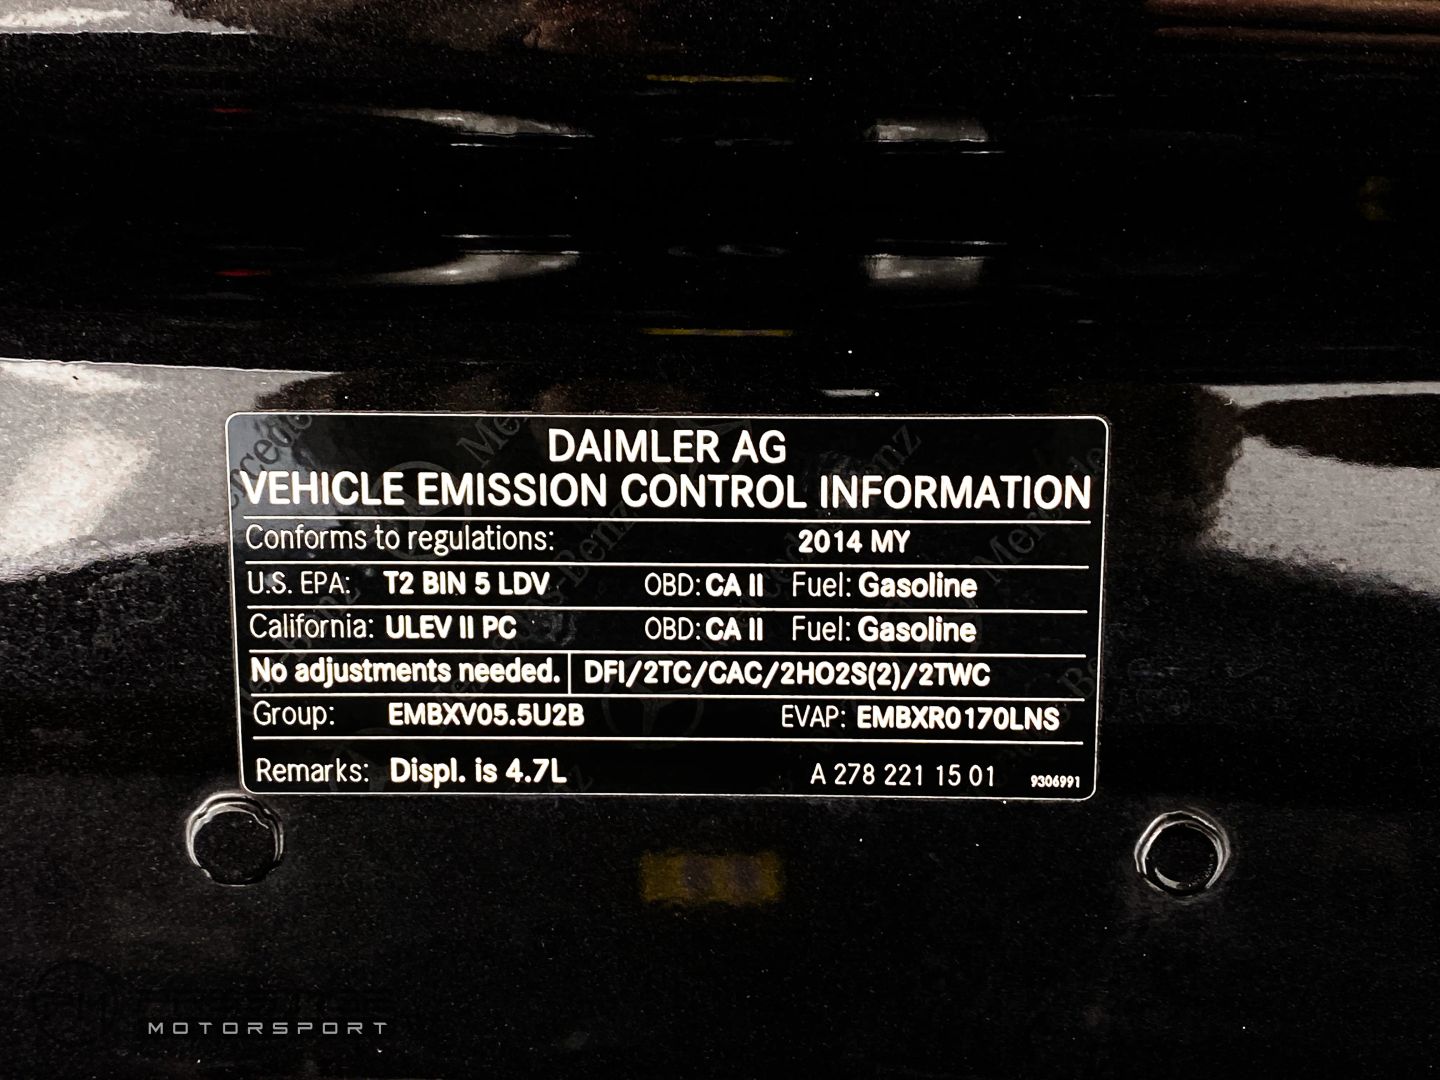 DAIMLER AG
VEHICLE EMISSION CONTROL INFORMATION
Conforms to regulations: 2014 MY
U.S. EPA: T2 BIN 5 LDV OBD: CA II Fuel: Gasoline
California: ULEV II PC OBD: CA II Fuel: Gasoline
No adjustments needed. DFI/2TC/CAC/2HO2S(2)/2TWC
Group: EMBXV05.5U2B EVAP: EMBXR0170LNS
Remarks: Displ. is 4.7L A 278 221 15 01 9306991
MOTORSPORT